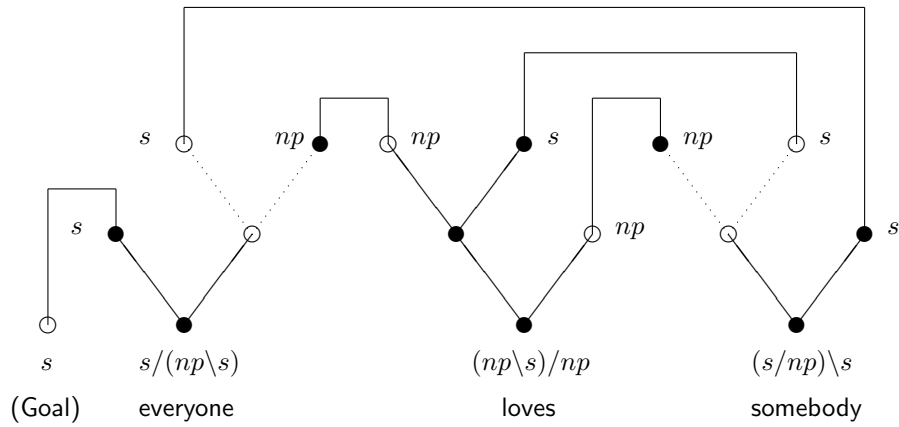 s np np s np s
s np s
s s/(np\s) (np\s)/np (s/np)\s
(Goal) everyone loves somebody